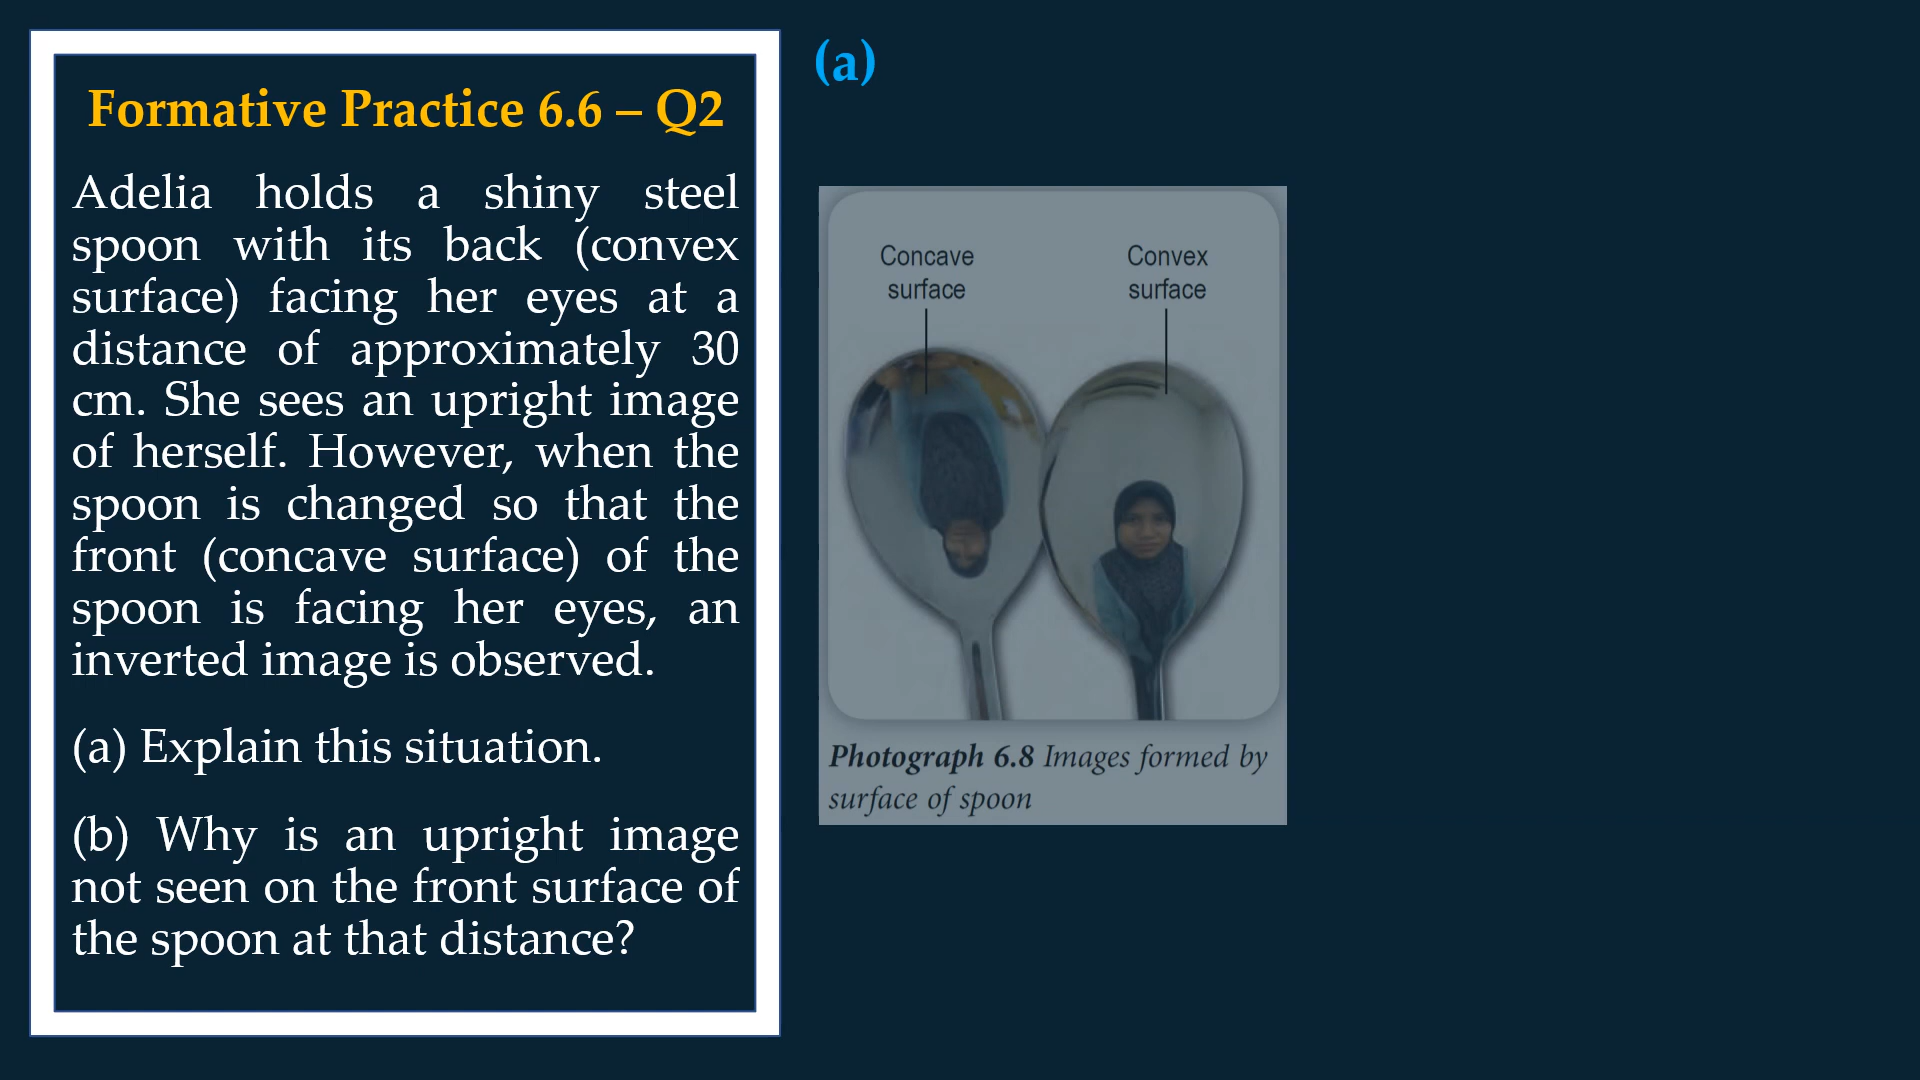 Formative Practice 6.6 – Q2
Adelia holds a shiny steel
spoon with its back (convex
surface) facing her eyes at a
distance of approximately 30
cm. She sees an upright image
of herself. However, when the
spoon is changed so that the
front (concave surface) of the
spoon is facing her eyes, an
inverted image is observed.
(a) Explain this situation.
(b) Why is an upright image
not seen on the front surface of
the spoon at that distance?
(a)
Concave
surface
Convex
surface
Photograph 6.8 Images formed by
surface of spoon